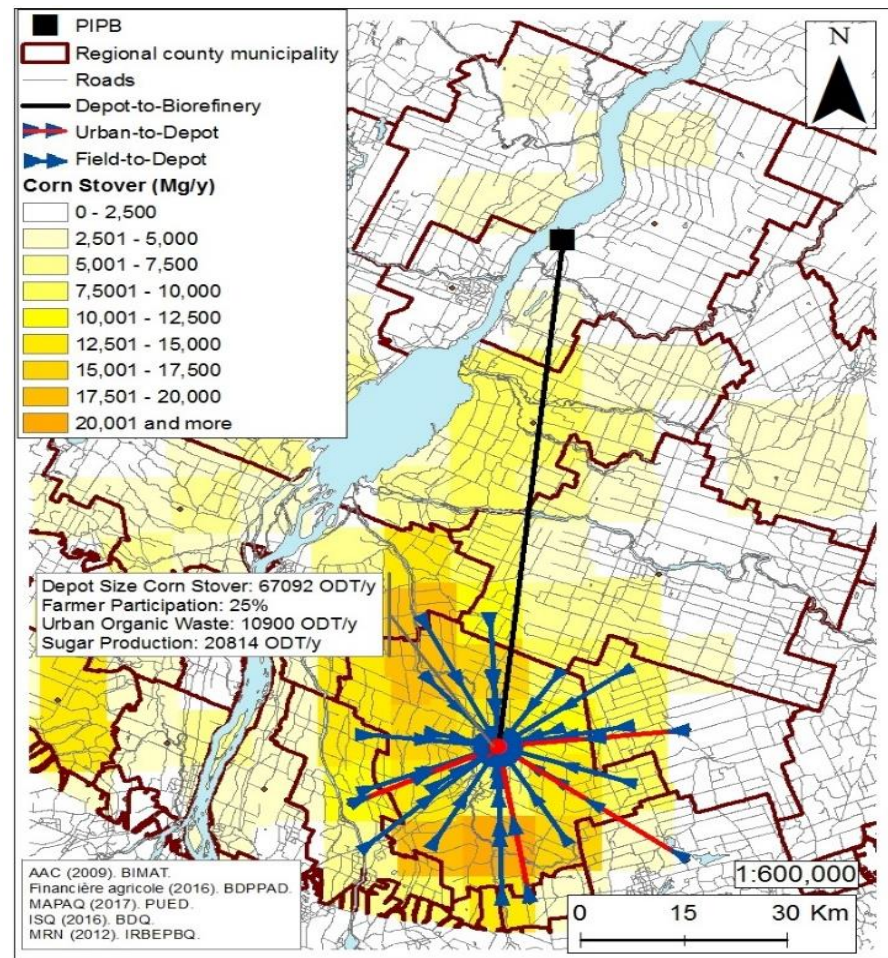 PIPB
Regional county municipality
Roads
Depot-to-Biorefinery
Urban-to-Depot
Field-to-Depot
Corn Stover (Mg/y)
0 - 2,500
2,501 - 5,000
5,001 - 7,500
7,5001 - 10,000
10,001 - 12,500
12,501 - 15,000
15,001 - 17,500
17,501 - 20,000
20,001 and more
N
Depot Size Corn Stover: 67092 ODT/y
Farmer Participation: 25%
Urban Organic Waste: 10900 ODT/y
Sugar Production: 20814 ODT/y
AAC (2009). BIMAT.
Financière agricole (2016). BDPPAD.
MAPAQ (2017). PUED.
ISQ (2016). BDQ.
MRN (2012). IRBEPBQ.
1:600,000
0 15 30 Km